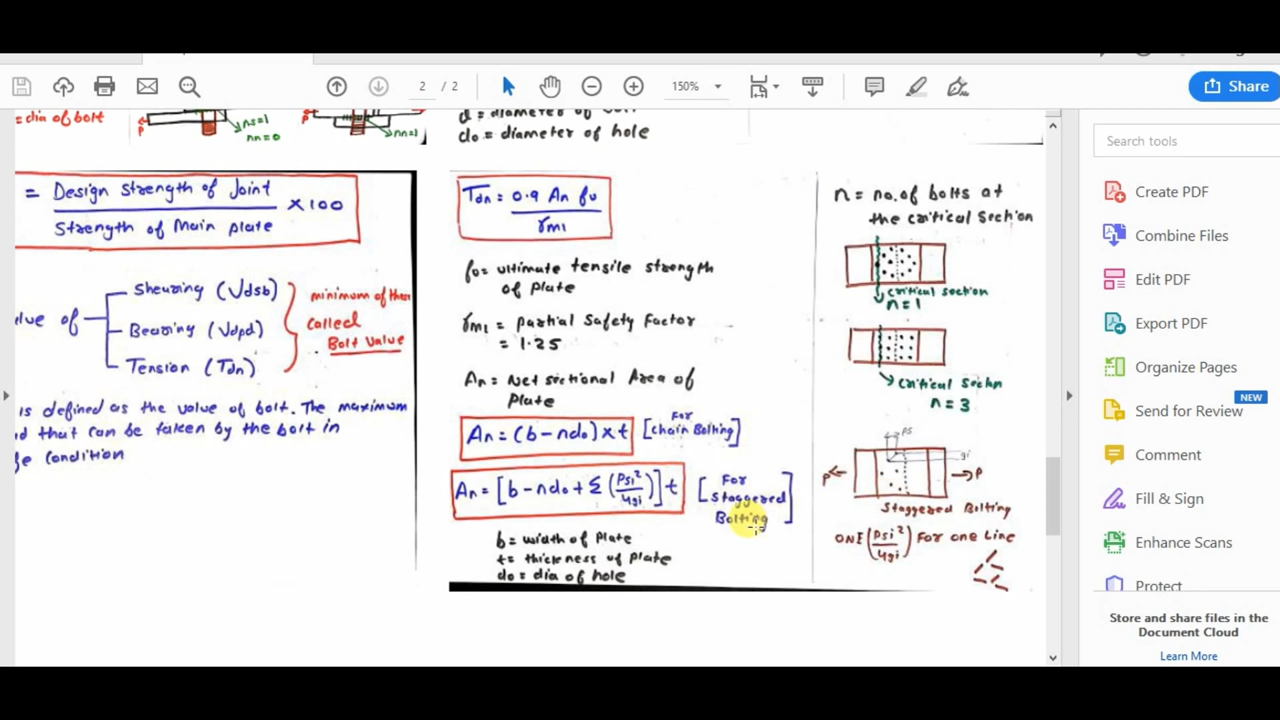 2 / 2
150%
Share
= dia of bolt
P
ns=1
nn=0
P
nn=1
do = diameter of hole
= Design Strength of Joint × 100
Strength of Main plate
Shearing (Vdsb)
lue of
Bearing (Vdpd)
Tension (Tdn)
minimum of them
called
Bolt Value
is defined as the value of bolt. The maximum
d that can be taken by the bolt in
fe condition
Tdn = 0.9 An fu
γm1
fu= ultimate tensile strength
of Plate
γm1 = Partial Safety Factor
= 1.25
An = Net sectional Area of
Plate
An = (b - ndo) x t
[For chain Bolting]
An = [b - ndo + Σ (Psi²/4gi)] t
[For
Staggered
Bolting]
b = width of Plate
t = thickness of Plate
do = dia of hole
n = no. of bolts at
the critical Section
critical section
n = 1
critical Sectn
n = 3
PS
gi
P
P
Staggered Bolting
ONE (Psi²/4gi) For one Line
Search tools
Create PDF
Combine Files
Edit PDF
Export PDF
Organize Pages
NEW
Send for Review
Comment
Fill & Sign
Enhance Scans
Protect
Store and share files in the
Document Cloud
Learn More